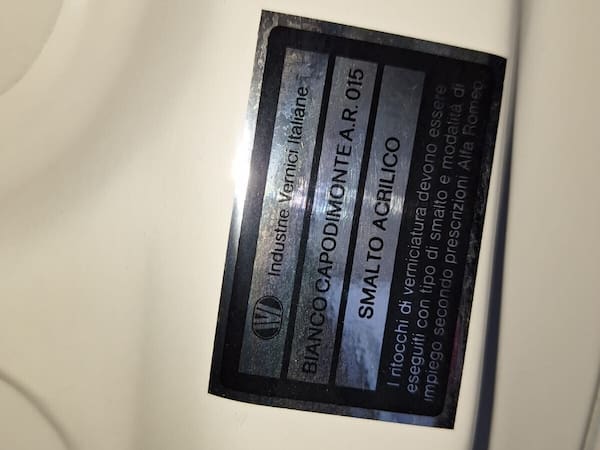 IVI Industrie Vernici Italiane
BIANCO CAPODIMONTE A.R. 015
SMALTO ACRILICO
I ritocchi di verniciatura devono essere
eseguiti con tipo di smalto e modalità di
impiego secondo prescrizioni Alfa Romeo